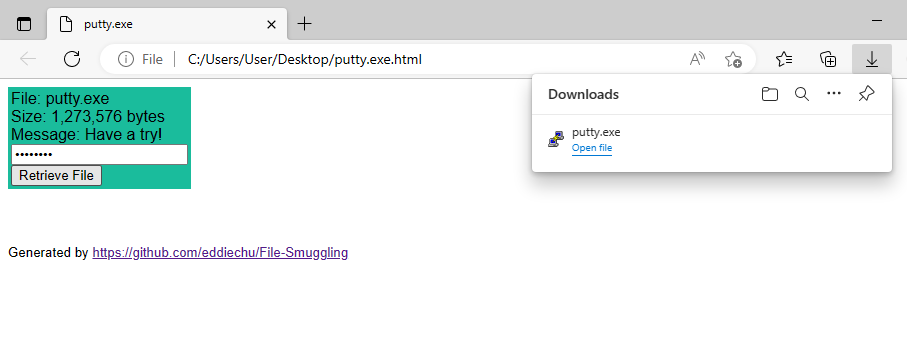 putty.exe
File
C:/Users/User/Desktop/putty.exe.html
Downloads
putty.exe
Open file
File: putty.exe
Size: 1,273,576 bytes
Message: Have a try!
••••••••
Retrieve File
Generated by https://github.com/eddiechu/File-Smuggling